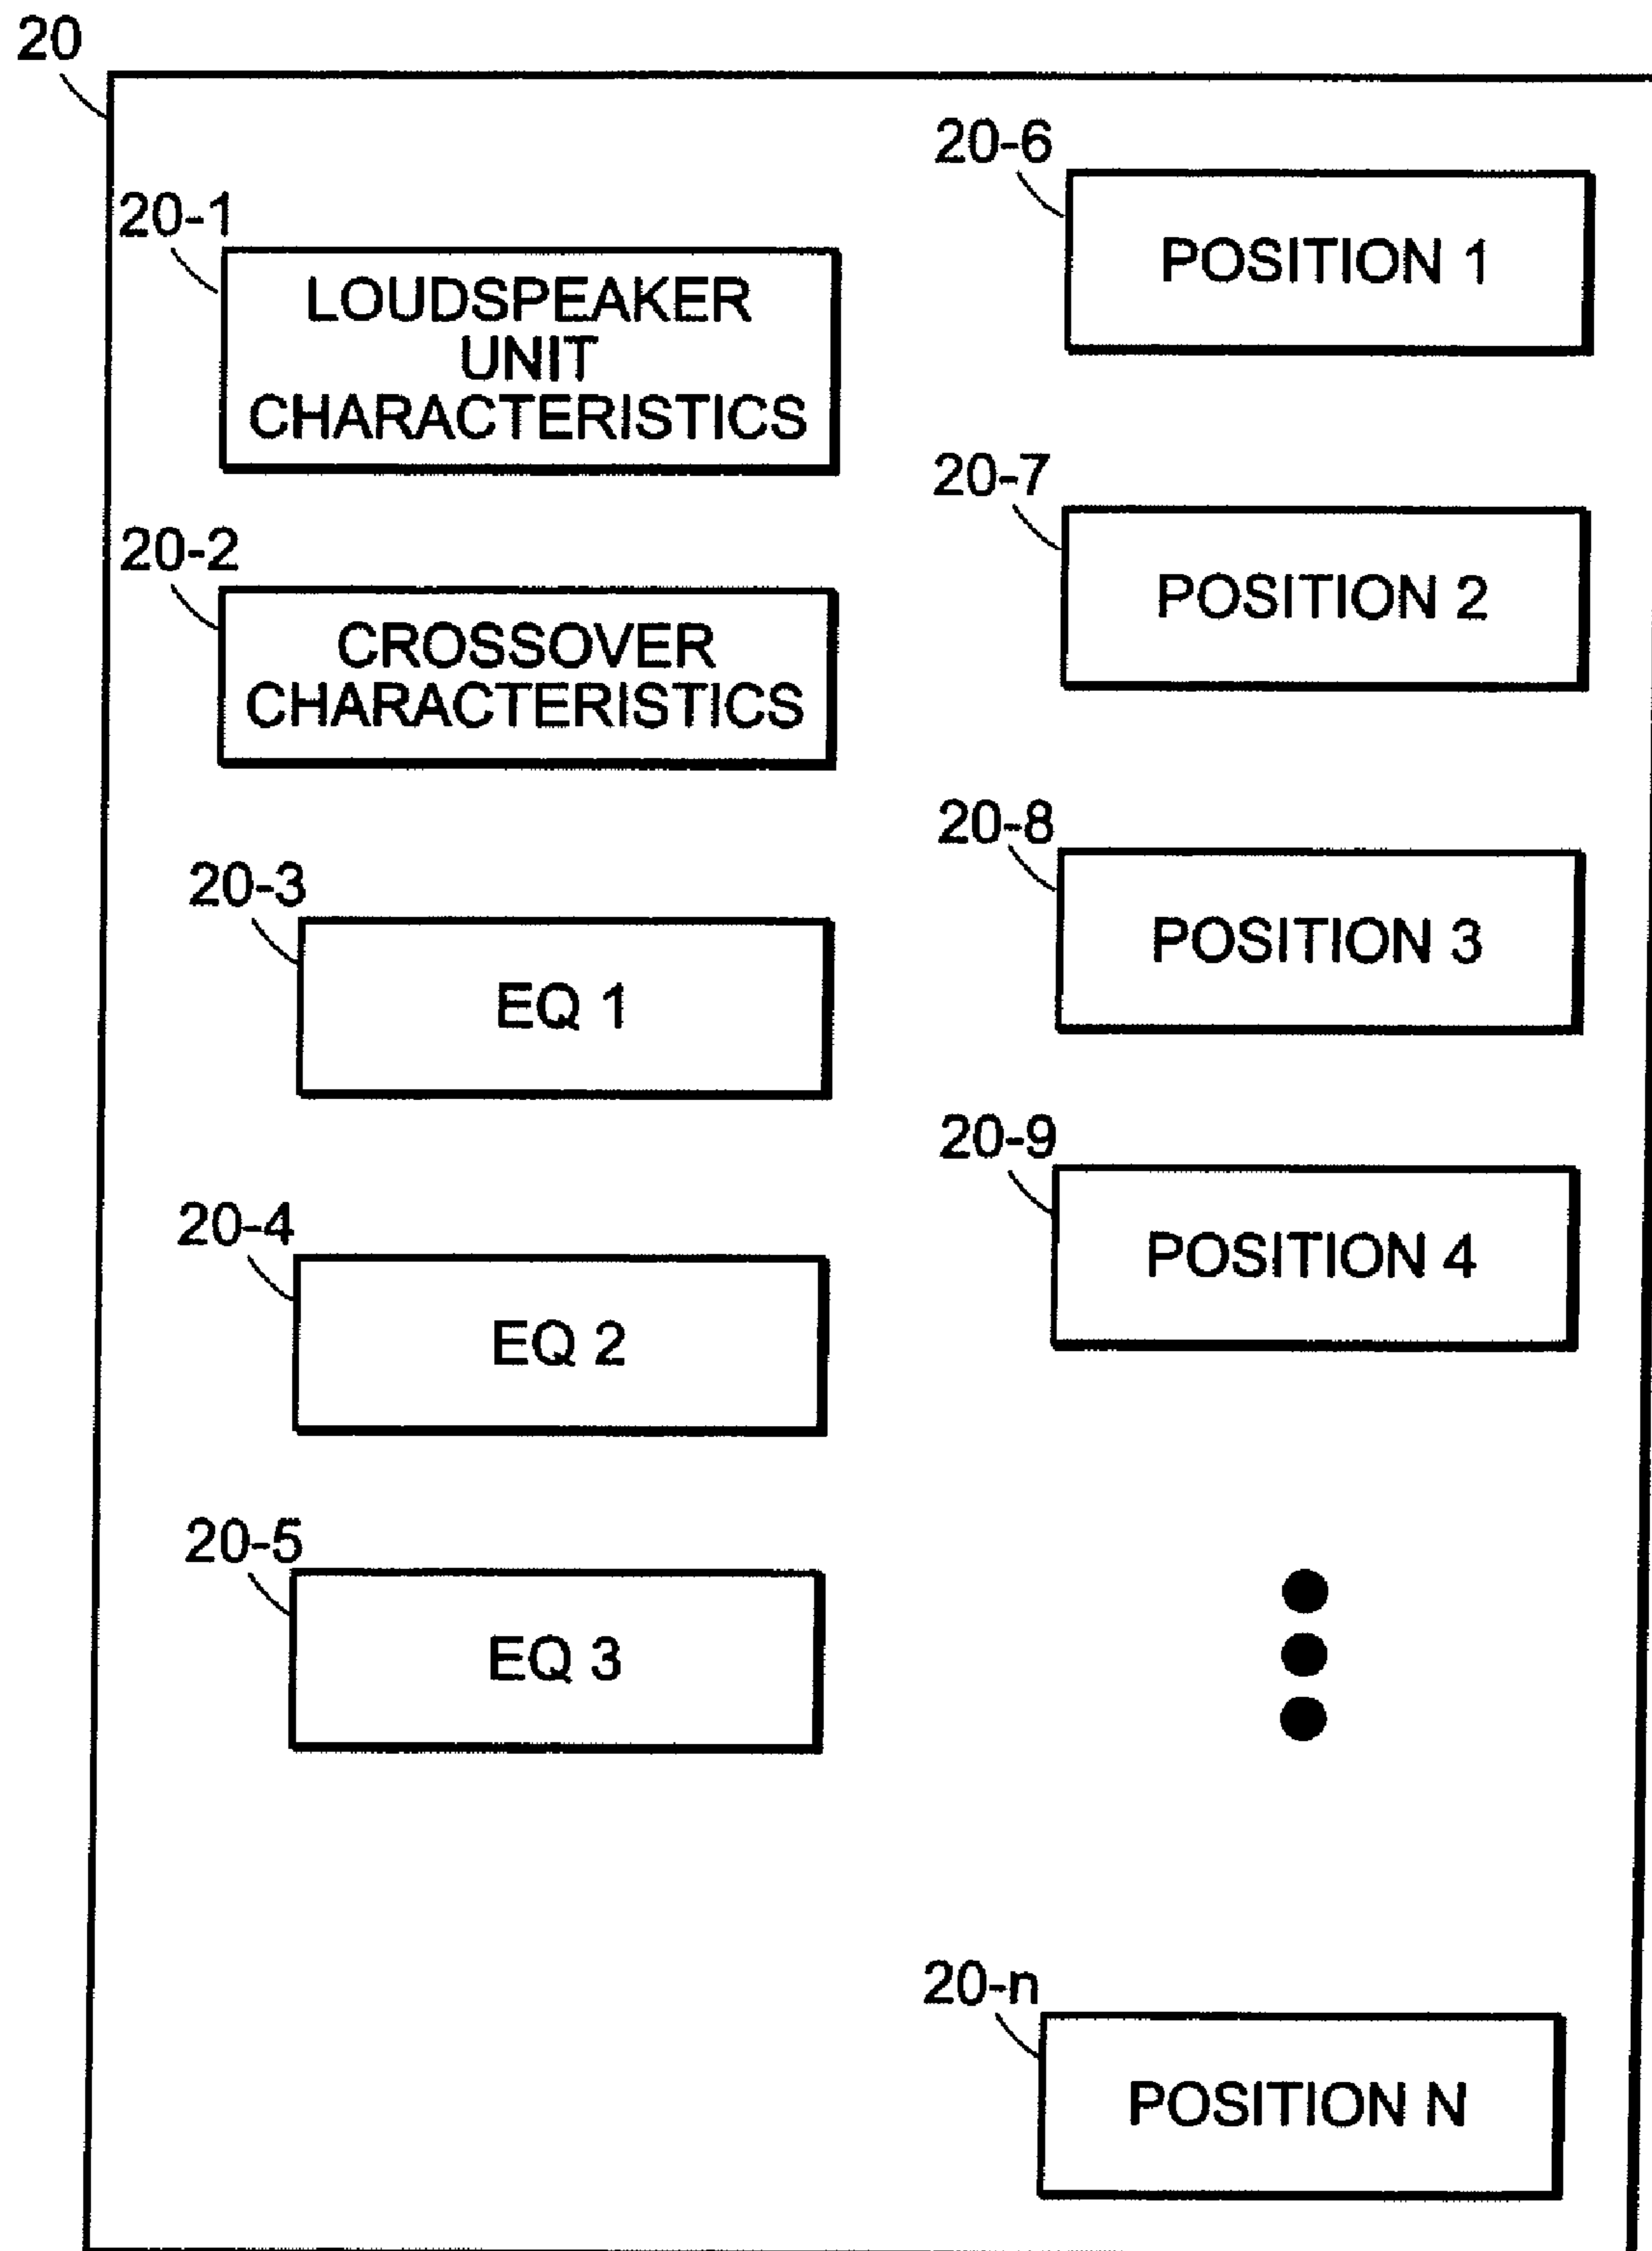 20
20-1
LOUDSPEAKER
UNIT
CHARACTERISTICS
20-2
CROSSOVER
CHARACTERISTICS
20-3
EQ 1
20-4
EQ 2
20-5
EQ 3
20-6
POSITION 1
20-7
POSITION 2
20-8
POSITION 3
20-9
POSITION 4
20-n
POSITION N